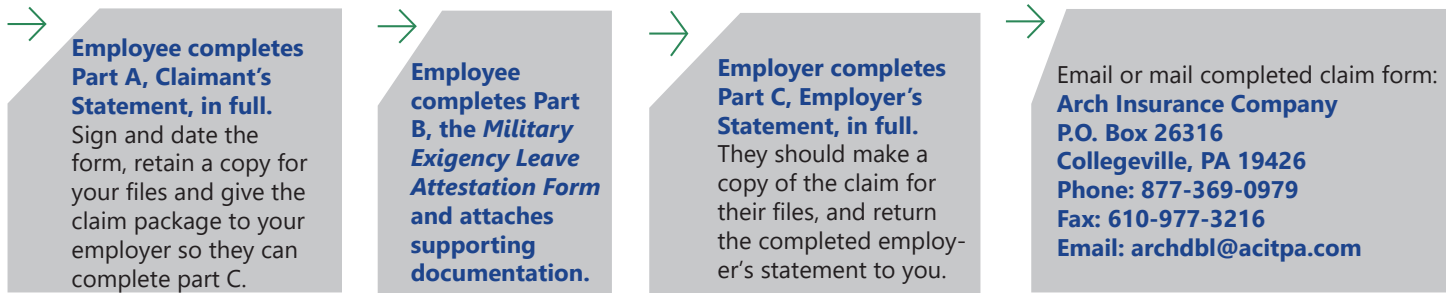 Employee completes
Part A, Claimant's
Statement, in full.
Sign and date the
form, retain a copy for
your files and give the
claim package to your
employer so they can
complete part C.
Employee
completes Part
B, the Military
Exigency Leave
Attestation Form
and attaches
supporting
documentation.
Employer completes
Part C, Employer's
Statement, in full.
They should make a
copy of the claim for
their files, and return
the completed employ-
er's statement to you.
Email or mail completed claim form:
Arch Insurance Company
P.O. Box 26316
Collegeville, PA 19426
Phone: 877-369-0979
Fax: 610-977-3216
Email: archdbl@acitpa.com